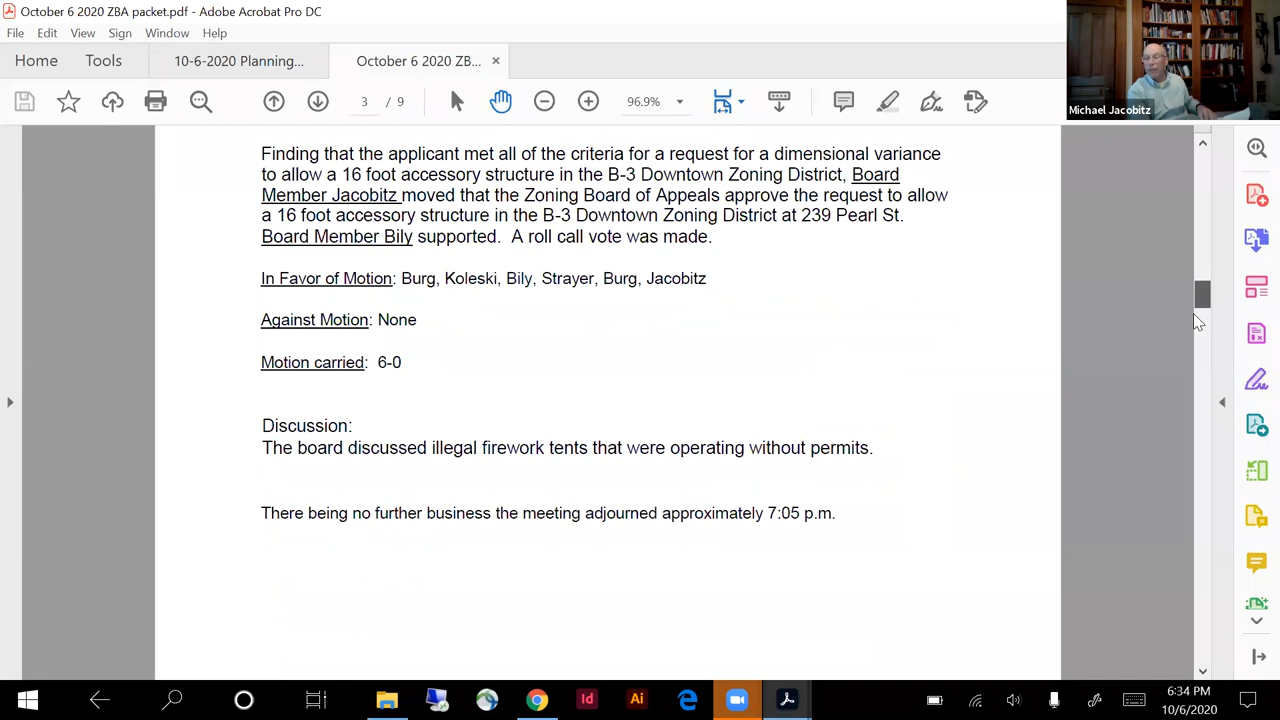 October 6 2020 ZBA packet.pdf - Adobe Acrobat Pro DC
File Edit View Sign Window Help
Home Tools 10-6-2020 Planning... October 6 2020 ZB... ×
3 / 9 96.9%
Michael Jacobitz
Finding that the applicant met all of the criteria for a request for a dimensional variance
to allow a 16 foot accessory structure in the B-3 Downtown Zoning District, Board
Member Jacobitz moved that the Zoning Board of Appeals approve the request to allow
a 16 foot accessory structure in the B-3 Downtown Zoning District at 239 Pearl St.
Board Member Bily supported. A roll call vote was made.
In Favor of Motion: Burg, Koleski, Bily, Strayer, Burg, Jacobitz
Against Motion: None
Motion carried: 6-0
Discussion:
The board discussed illegal firework tents that were operating without permits.
There being no further business the meeting adjourned approximately 7:05 p.m.
Id Ai
6:34 PM
10/6/2020